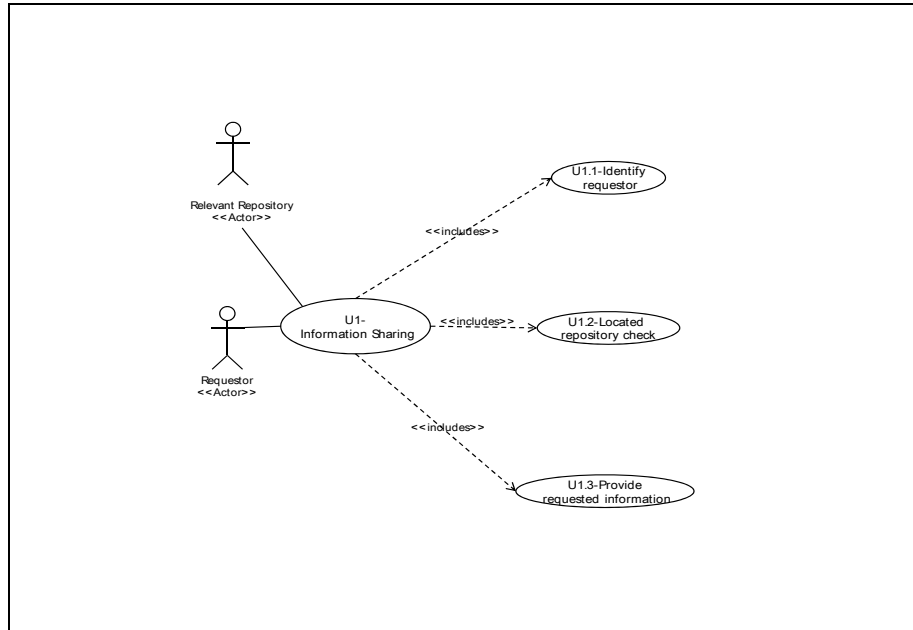 Relevant Repository
<<Actor>>
U1.1-Identify
requestor
<<includes>>
U1-
Information Sharing
<<includes>>
U1.2-Located
repository check
Requestor
<<Actor>>
<<includes>>
U1.3-Provide
requested information